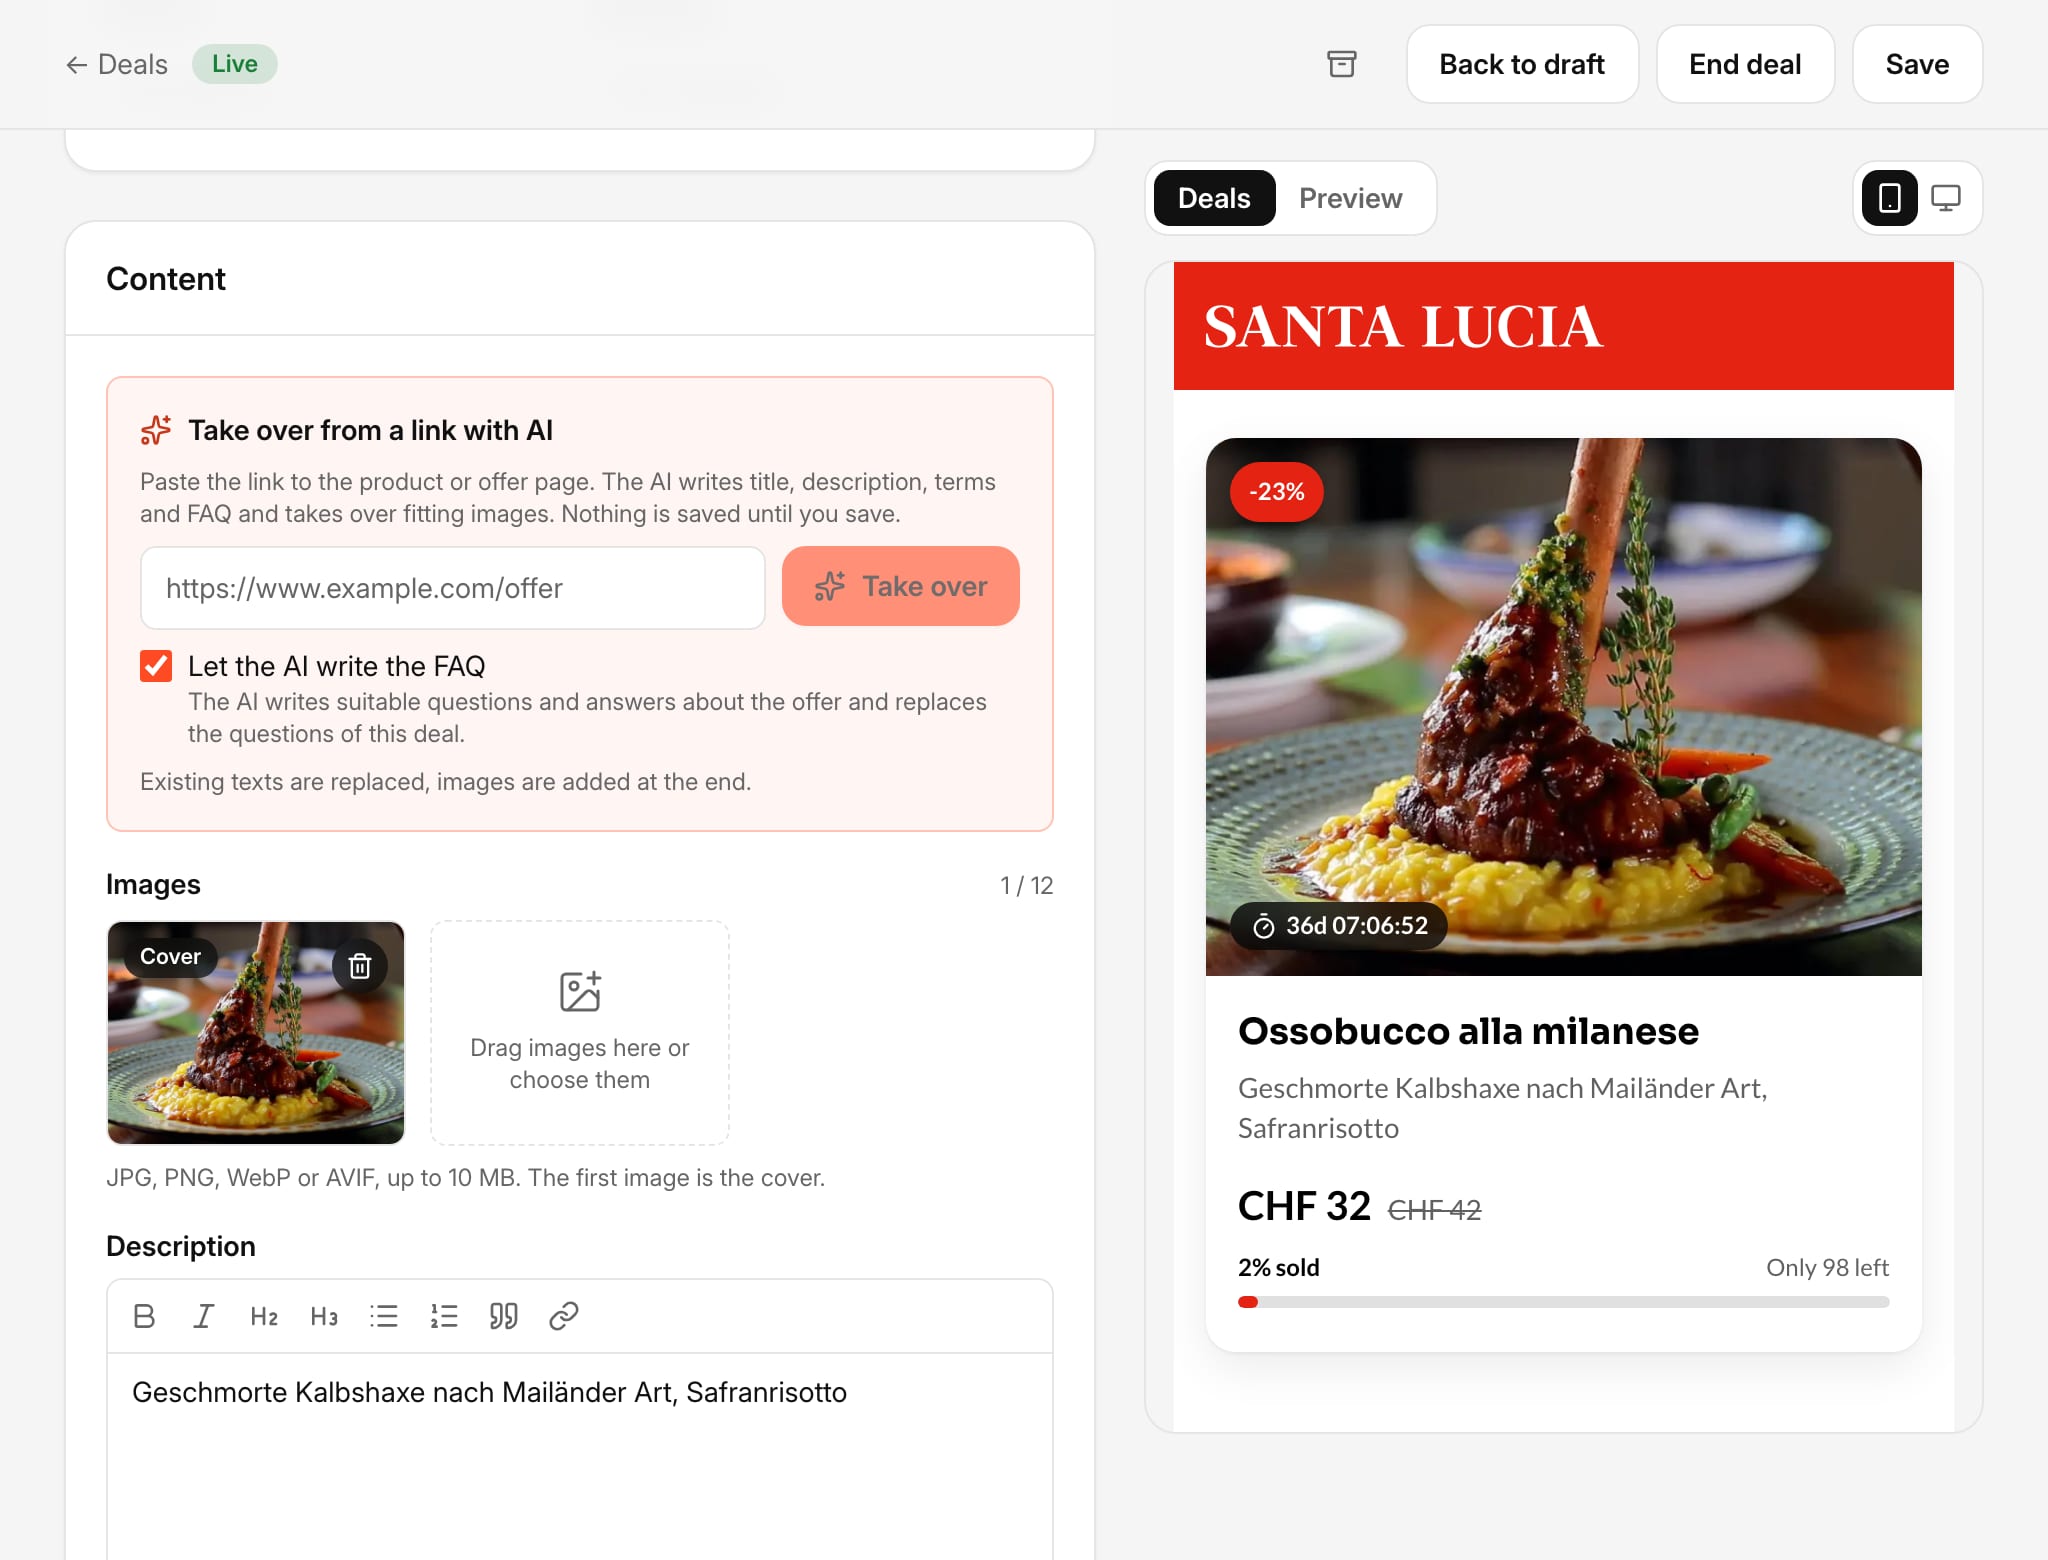 Deals
Live
Back to draft
End deal
Save
Content
Take over from a link with AI
Paste the link to the product or offer page. The AI writes title, description, terms
and FAQ and takes over fitting images. Nothing is saved until you save.
https://www.example.com/offer
Take over
Let the AI write the FAQ
The AI writes suitable questions and answers about the offer and replaces
the questions of this deal.
Existing texts are replaced, images are added at the end.
Images
1 / 12
Cover
Drag images here or
choose them
JPG, PNG, WebP or AVIF, up to 10 MB. The first image is the cover.
Description
B I H2 H3
Geschmorte Kalbshaxe nach Mailänder Art, Safranrisotto
Deals
Preview
SANTA LUCIA
-23%
36d 07:06:52
Ossobucco alla milanese
Geschmorte Kalbshaxe nach Mailänder Art,
Safranrisotto
CHF 32 CHF 42
2% sold
Only 98 left